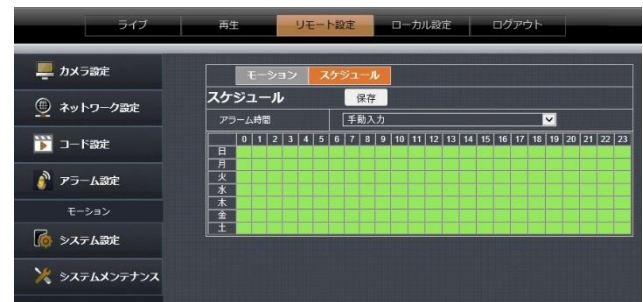 ライブ 再生 リモート設定 ローカル設定 ログアウト
カメラ設定
ネットワーク設定
コード設定
アラーム設定
モーション
システム設定
システムメンテナンス
モーション スケジュール
スケジュール 保存
アラーム時間 手動入力
0 1 2 3 4 5 6 7 8 9 10 11 12 13 14 15 16 17 18 19 20 21 22 23
日
月
火
水
木
金
土